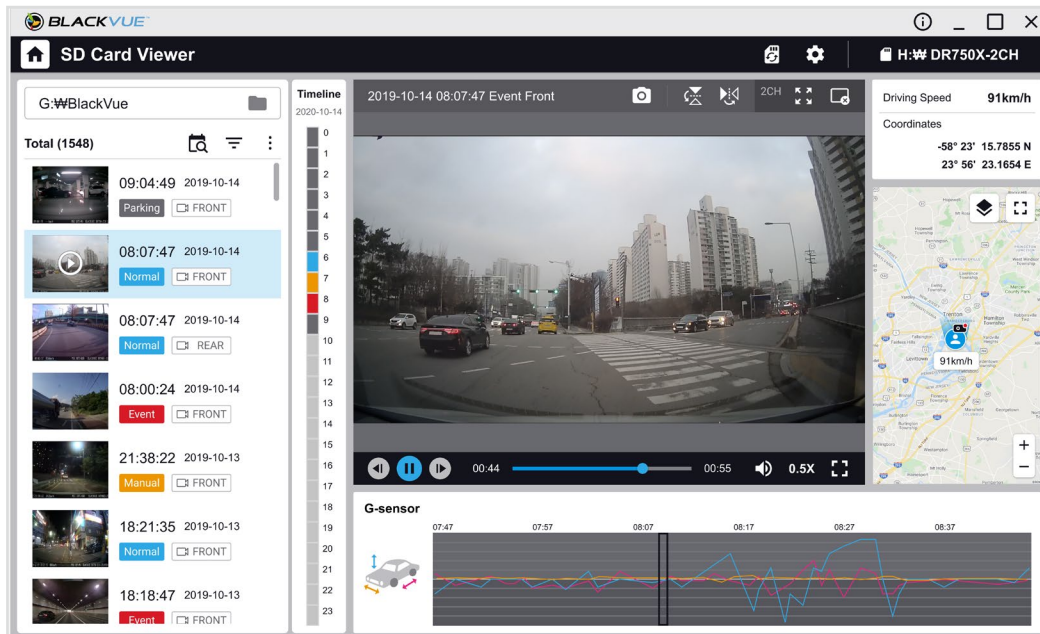 BLACKVUE
SD Card Viewer
H:₩ DR750X-2CH
G:₩BlackVue
Total (1548)
09:04:49 2019-10-14
Parking FRONT
08:07:47 2019-10-14
Normal FRONT
08:07:47 2019-10-14
Normal REAR
08:00:24 2019-10-14
Event FRONT
21:38:22 2019-10-13
Manual FRONT
18:21:35 2019-10-13
Normal FRONT
18:18:47 2019-10-13
Event FRONT
Timeline
2020-10-14
0
1
2
3
4
5
6
7
8
9
10
11
12
13
14
15
16
17
18
19
20
21
22
23
2019-10-14 08:07:47 Event Front
2CH
00:44
00:55
0.5X
Driving Speed 91km/h
Coordinates
-58° 23' 15.7855 N
23° 56' 23.1654 E
Trenton
Hamilton
Township
Levittown
91km/h
+
−
G-sensor
07:47 07:57 08:07 08:17 08:27 08:37